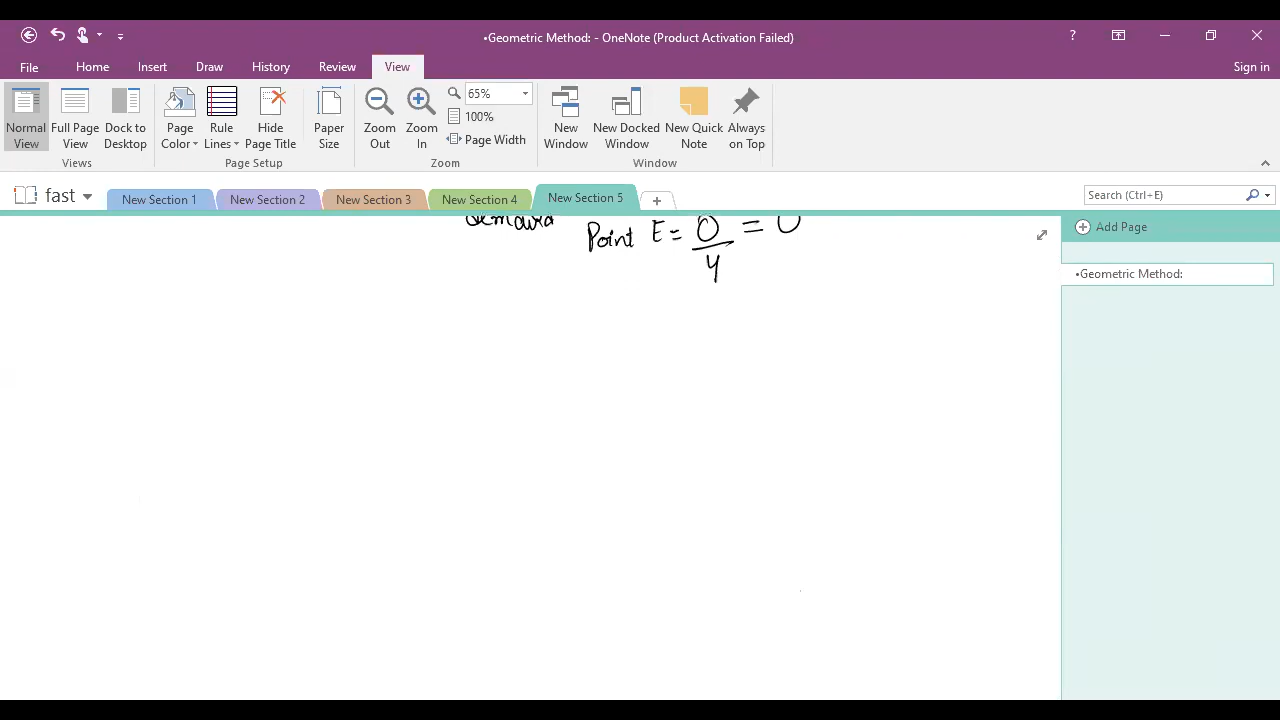 •Geometric Method: - OneNote (Product Activation Failed)
?
File Home Insert Draw History Review View Sign in
Normal View
Full Page View
Dock to Desktop
Page Color
Rule Lines
Hide Page Title
Paper Size
Zoom Out
Zoom In
65%
100%
Page Width
New Window
New Docked Window
New Quick Note
Always on Top
Views Page Setup Zoom Window
fast New Section 1 New Section 2 New Section 3 New Section 4 New Section 5 + Search (Ctrl+E)
Add Page
•Geometric Method:
demand
Point E = 0/4 = 0